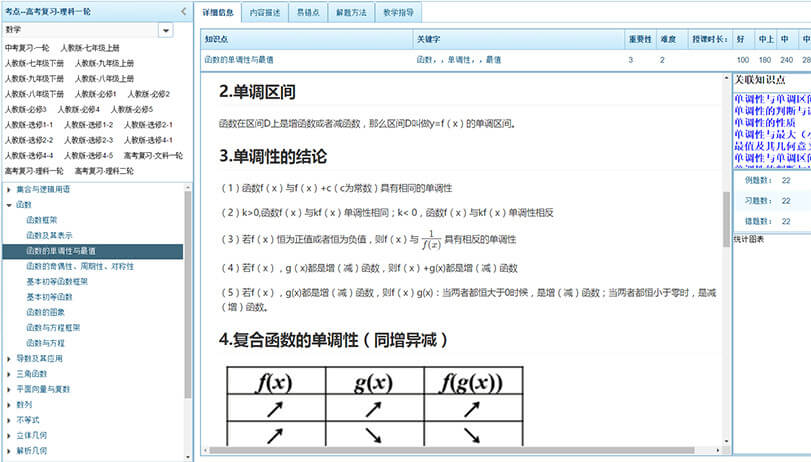 考点--高考复习-理科一轮
数学
中考复习-一轮 人教版-七年级上册
人教版-七年级下册 人教版-九年级上册
人教版-九年级下册 人教版-八年级上册
人教版-八年级下册 人教版-必修1 人教版-必修2
人教版-必修3 人教版-必修4 人教版-必修5
人教版-选修1-1 人教版-选修1-2 人教版-选修2-1
人教版-选修2-2 人教版-选修2-3 人教版-选修4-1
人教版-选修4-4 人教版-选修4-5 高考复习-文科一轮
高考复习-理科一轮 高考复习-理科二轮
集合与逻辑用语
函数
函数框架
函数及其表示
函数的单调性与最值
函数的奇偶性、周期性、对称性
基本初等函数框架
基本初等函数
函数的图象
函数与方程框架
函数与方程
导数及其应用
三角函数
平面向量与复数
数列
不等式
立体几何
解析几何
详细信息 内容描述 易错点 解题方法 教学指导
知识点 关键字 重要性 难度 授课时长: 好 中上 中 中
函数的单调性与最值 函数,,单调性,,最值 3 2 100 180 240 28
2.单调区间
函数在区间D上是增函数或者减函数，那么区间D叫做y=f（x）的单调区间。
3.单调性的结论
（1）函数f（x）与f（x）+c（c为常数）具有相同的单调性
（2）k>0,函数f（x）与kf（x）单调性相同；k< 0，函数f（x）与kf（x）单调性相反
（3）若f（x）恒为正值或者恒为负值，则f（x）与 1/f(x) 具有相反的单调性
（4）若f（x），g（x)都是增（减）函数，则f（x）+g(x)都是增（减）函数
（5）若f（x），g(x)都是增（减）函数，则f（x）g(x)：当两者都恒大于0时候，是增（减）函数；当两者都恒小于零时，是减
（增）函数。
4.复合函数的单调性（同增异减）
f(x) g(x) f(g(x))
↗ ↗ ↗
↗ ↘ ↘
关联知识点
单调性与单调区间
单调性的判断与
单调性的性质
单调性与最大（
最值及其几何意
单调性与单调区间
例题数： 22
习题数： 22
错题数： 22
统计图表